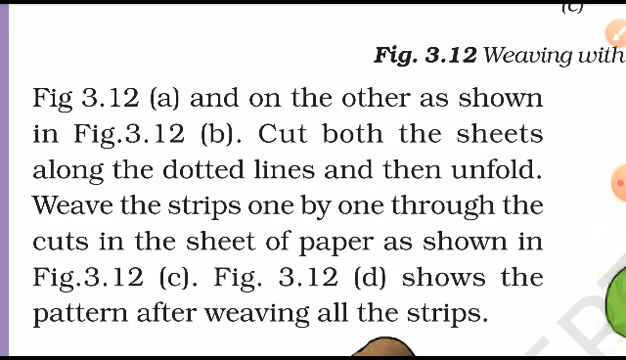 (c)
Fig. 3.12 Weaving with
Fig 3.12 (a) and on the other as shown
in Fig.3.12 (b). Cut both the sheets
along the dotted lines and then unfold.
Weave the strips one by one through the
cuts in the sheet of paper as shown in
Fig.3.12 (c). Fig. 3.12 (d) shows the
pattern after weaving all the strips.